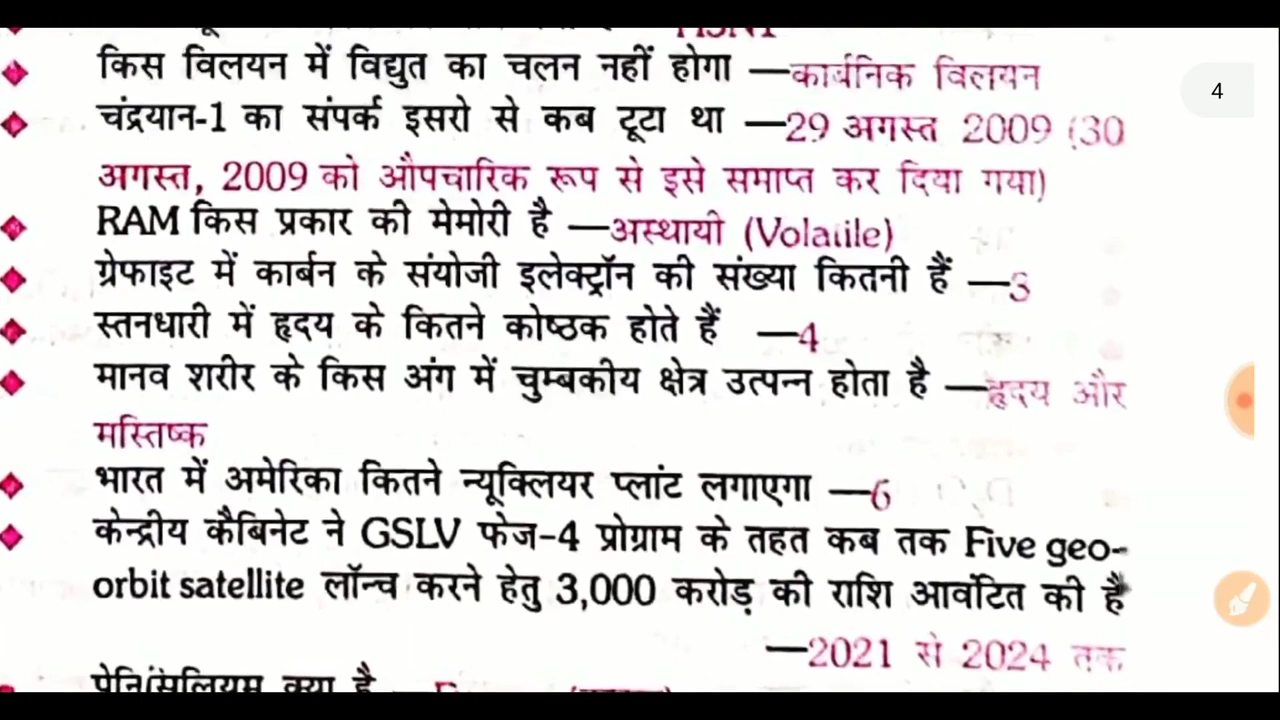 किस विलयन में विद्युत का चलन नहीं होगा —कार्बनिक विलयन
4
चंद्रयान-1 का संपर्क इसरो से कब टूटा था —29 अगस्त 2009 (30
अगस्त, 2009 को औपचारिक रूप से इसे समाप्त कर दिया गया)
RAM किस प्रकार की मेमोरी है —अस्थायी (Volatile)
ग्रेफाइट में कार्बन के संयोजी इलेक्ट्रॉन की संख्या कितनी हैं —3
स्तनधारी में हृदय के कितने कोष्ठक होते हैं —4
मानव शरीर के किस अंग में चुम्बकीय क्षेत्र उत्पन्न होता है —हृदय और
मस्तिष्क
भारत में अमेरिका कितने न्यूक्लियर प्लांट लगाएगा —6
केन्द्रीय कैबिनेट ने GSLV फेज-4 प्रोग्राम के तहत कब तक Five geo-
orbit satellite लॉन्च करने हेतु 3,000 करोड़ की राशि आवंटित की है
—2021 से 2024 तक
पेनिसिलियम क्या है